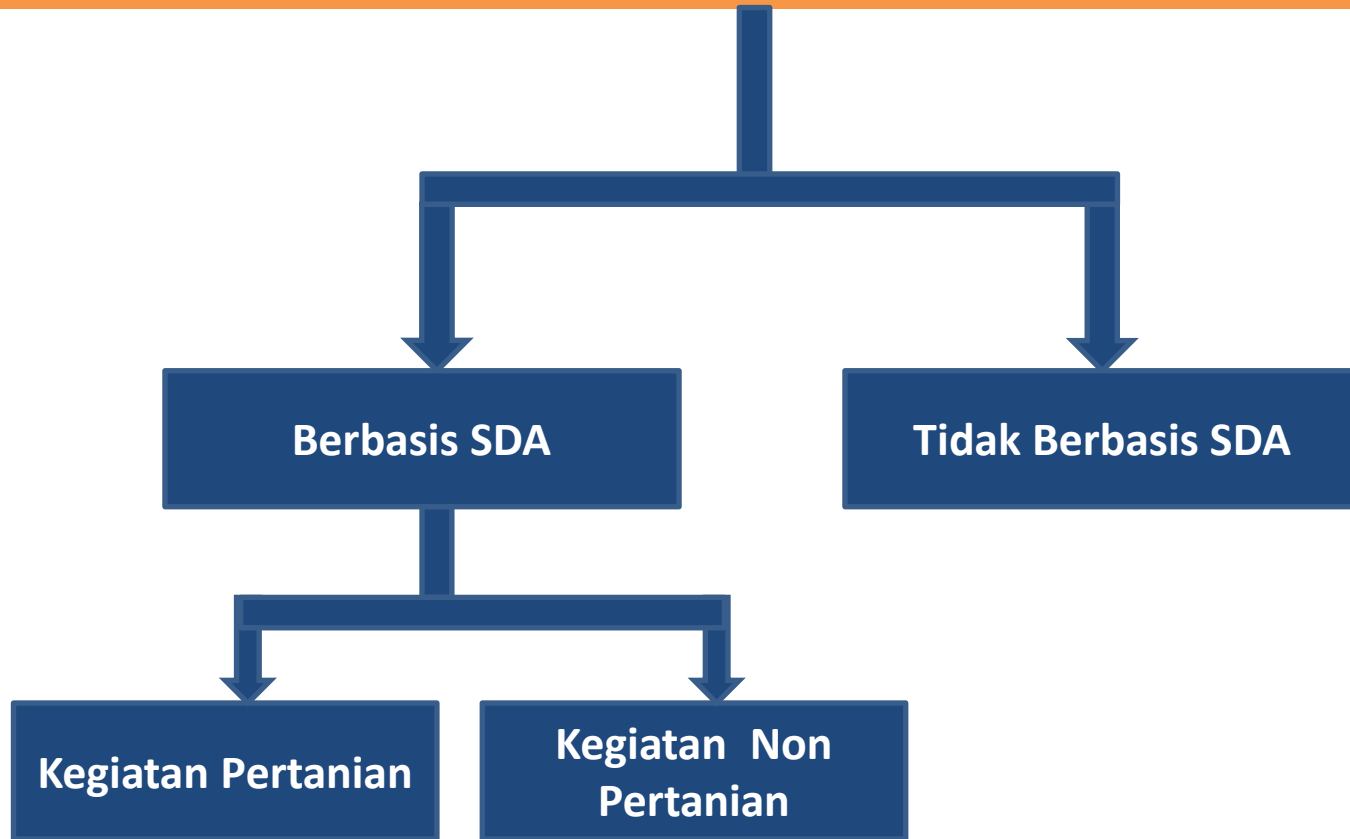 Berbasis SDA
Tidak Berbasis SDA
Kegiatan Pertanian
Kegiatan Non
Pertanian